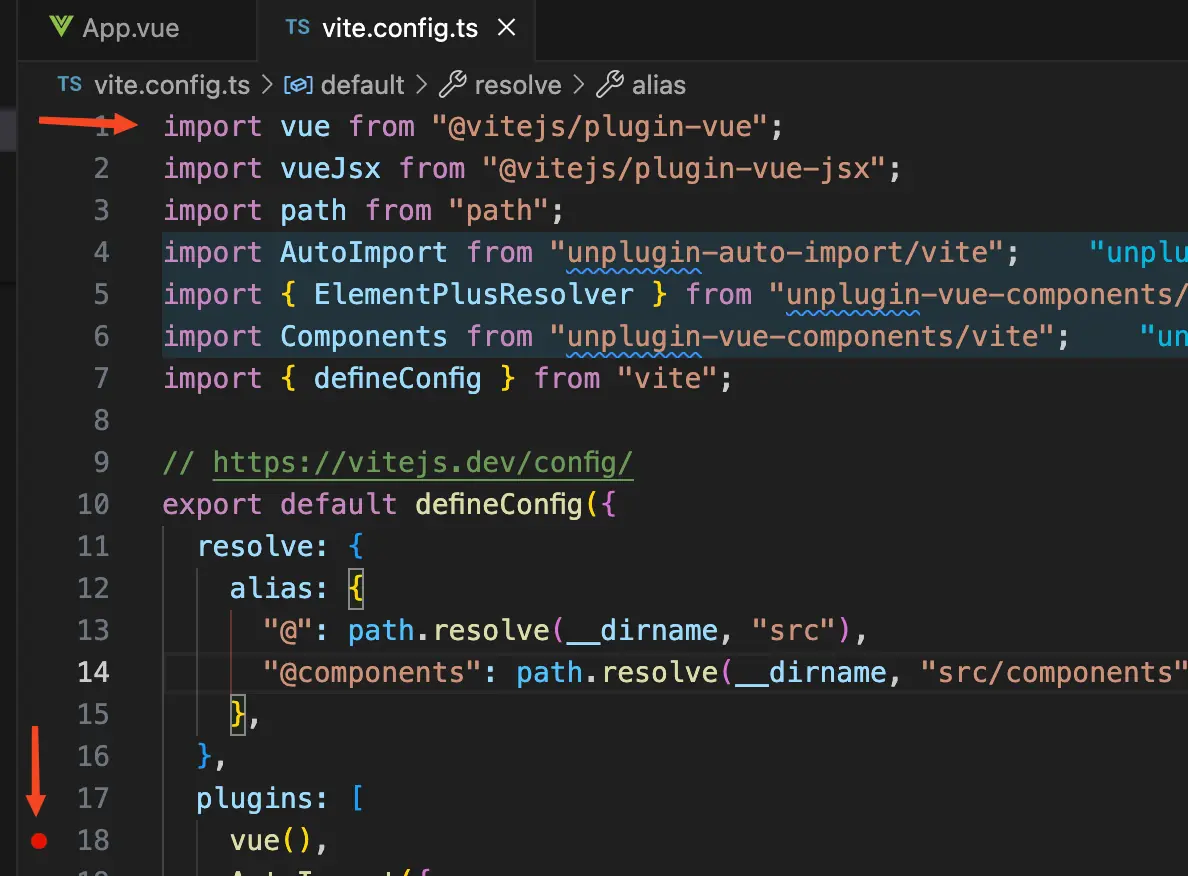 App.vue
TS vite.config.ts
TS vite.config.ts > default > resolve > alias
1 import vue from "@vitejs/plugin-vue";
2 import vueJsx from "@vitejs/plugin-vue-jsx";
3 import path from "path";
4 import AutoImport from "unplugin-auto-import/vite"; "unplu
5 import { ElementPlusResolver } from "unplugin-vue-components/
6 import Components from "unplugin-vue-components/vite"; "un
7 import { defineConfig } from "vite";
8
9 // https://vitejs.dev/config/
10 export default defineConfig({
11 resolve: {
12 alias: {
13 "@": path.resolve(__dirname, "src"),
14 "@components": path.resolve(__dirname, "src/components"
15 },
16 },
17 plugins: [
18 vue(),